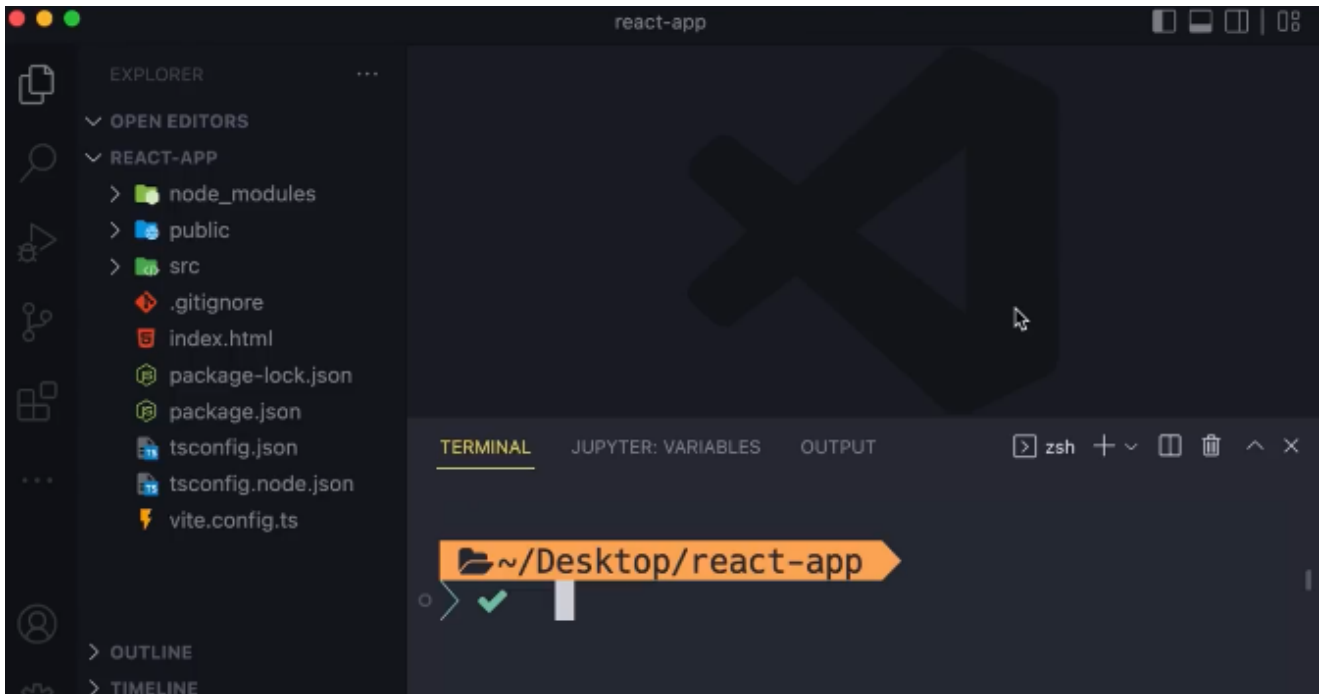 react-app
EXPLORER
OPEN EDITORS
REACT-APP
node_modules
public
src
.gitignore
index.html
package-lock.json
package.json
tsconfig.json
tsconfig.node.json
vite.config.ts
OUTLINE
TIMELINE
TERMINAL JUPYTER: VARIABLES OUTPUT zsh
~/Desktop/react-app